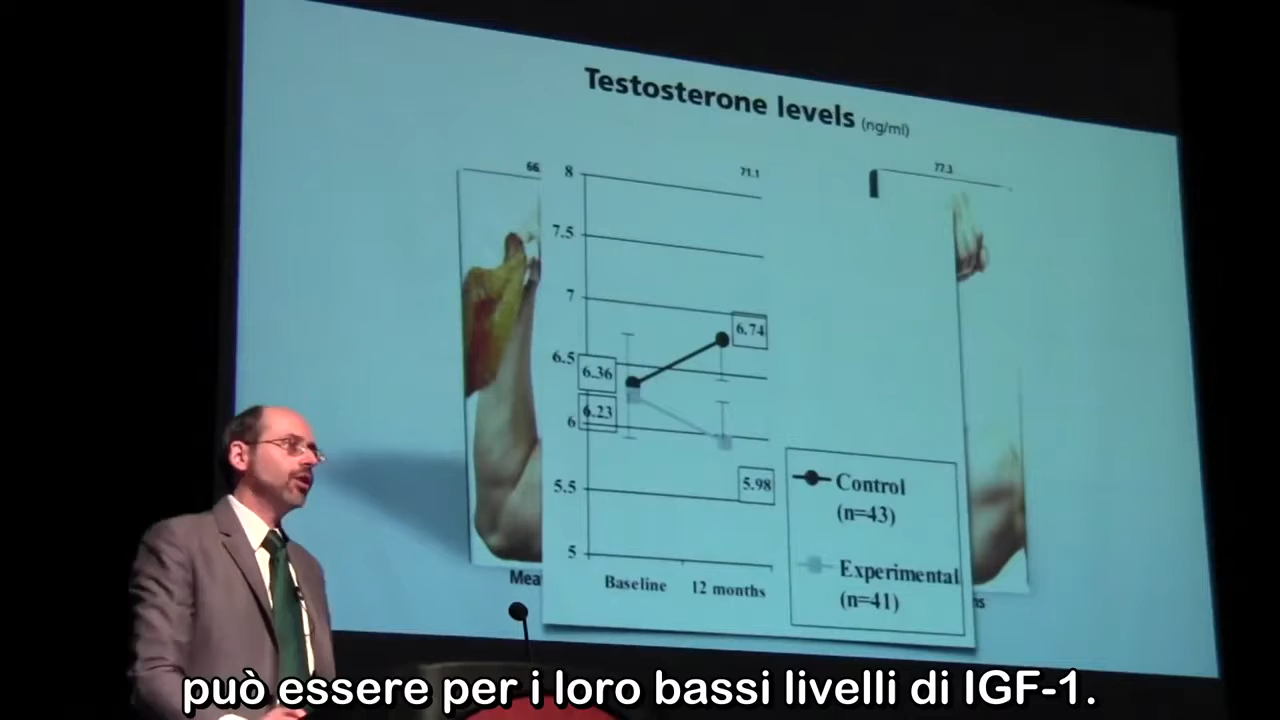 Testosterone levels (ng/ml)
66.
71.1
77.3
8
7.5
7
6.5
6
5.5
5
6.74
6.36
6.23
5.98
Baseline 12 months
Control
(n=43)
Experimental
(n=41)
Mea
ns
può essere per i loro bassi livelli di IGF-1.